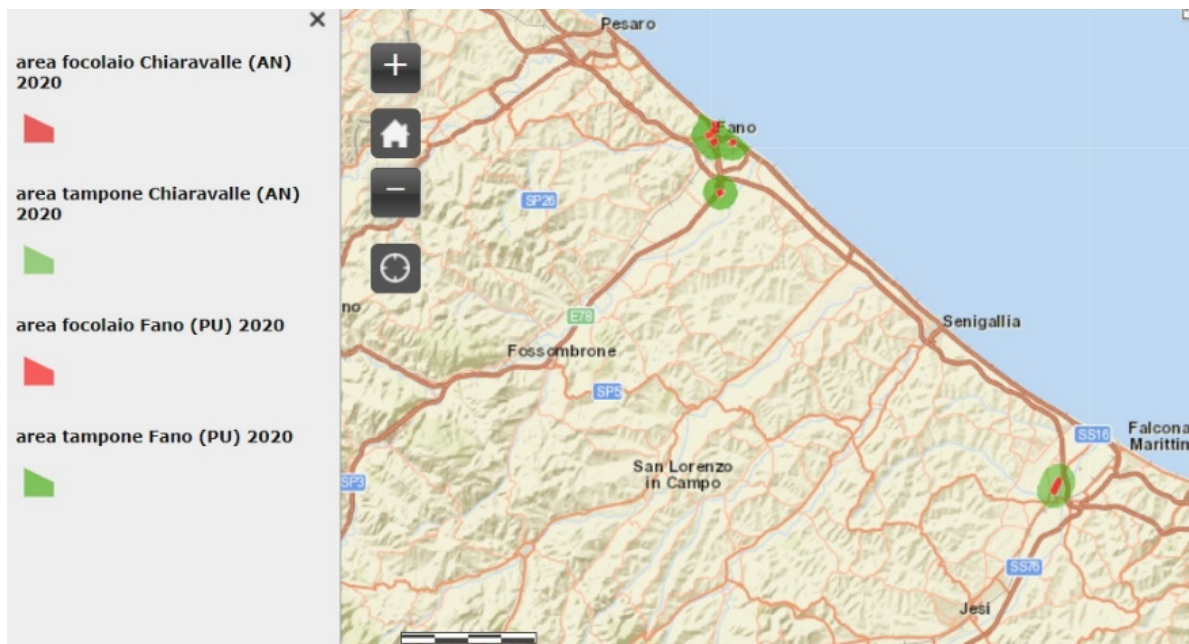 area focolaio Chiaravalle (AN)
2020
area tampone Chiaravalle (AN)
2020
area focolaio Fano (PU) 2020
area tampone Fano (PU) 2020
Pesaro
Fano
SP26
no
E78
Senigallia
Fossombrone
SP5
Falcona
Marittin
SS16
San Lorenzo
in Campo
SP3
SS76
Jesi